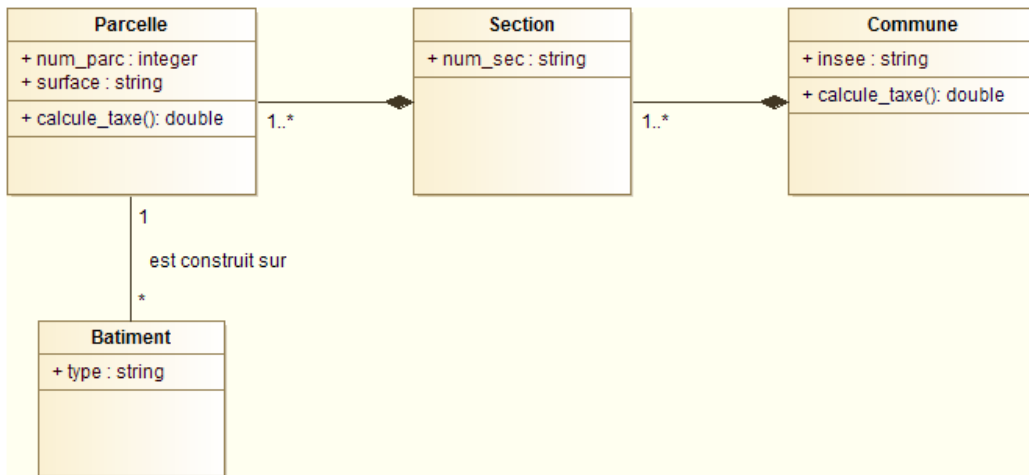 Parcelle
+ num_parc : integer
+ surface : string
+ calcule_taxe(): double
1..*
Section
+ num_sec : string
1..*
Commune
+ insee : string
+ calcule_taxe(): double
1
est construit sur
*
Batiment
+ type : string